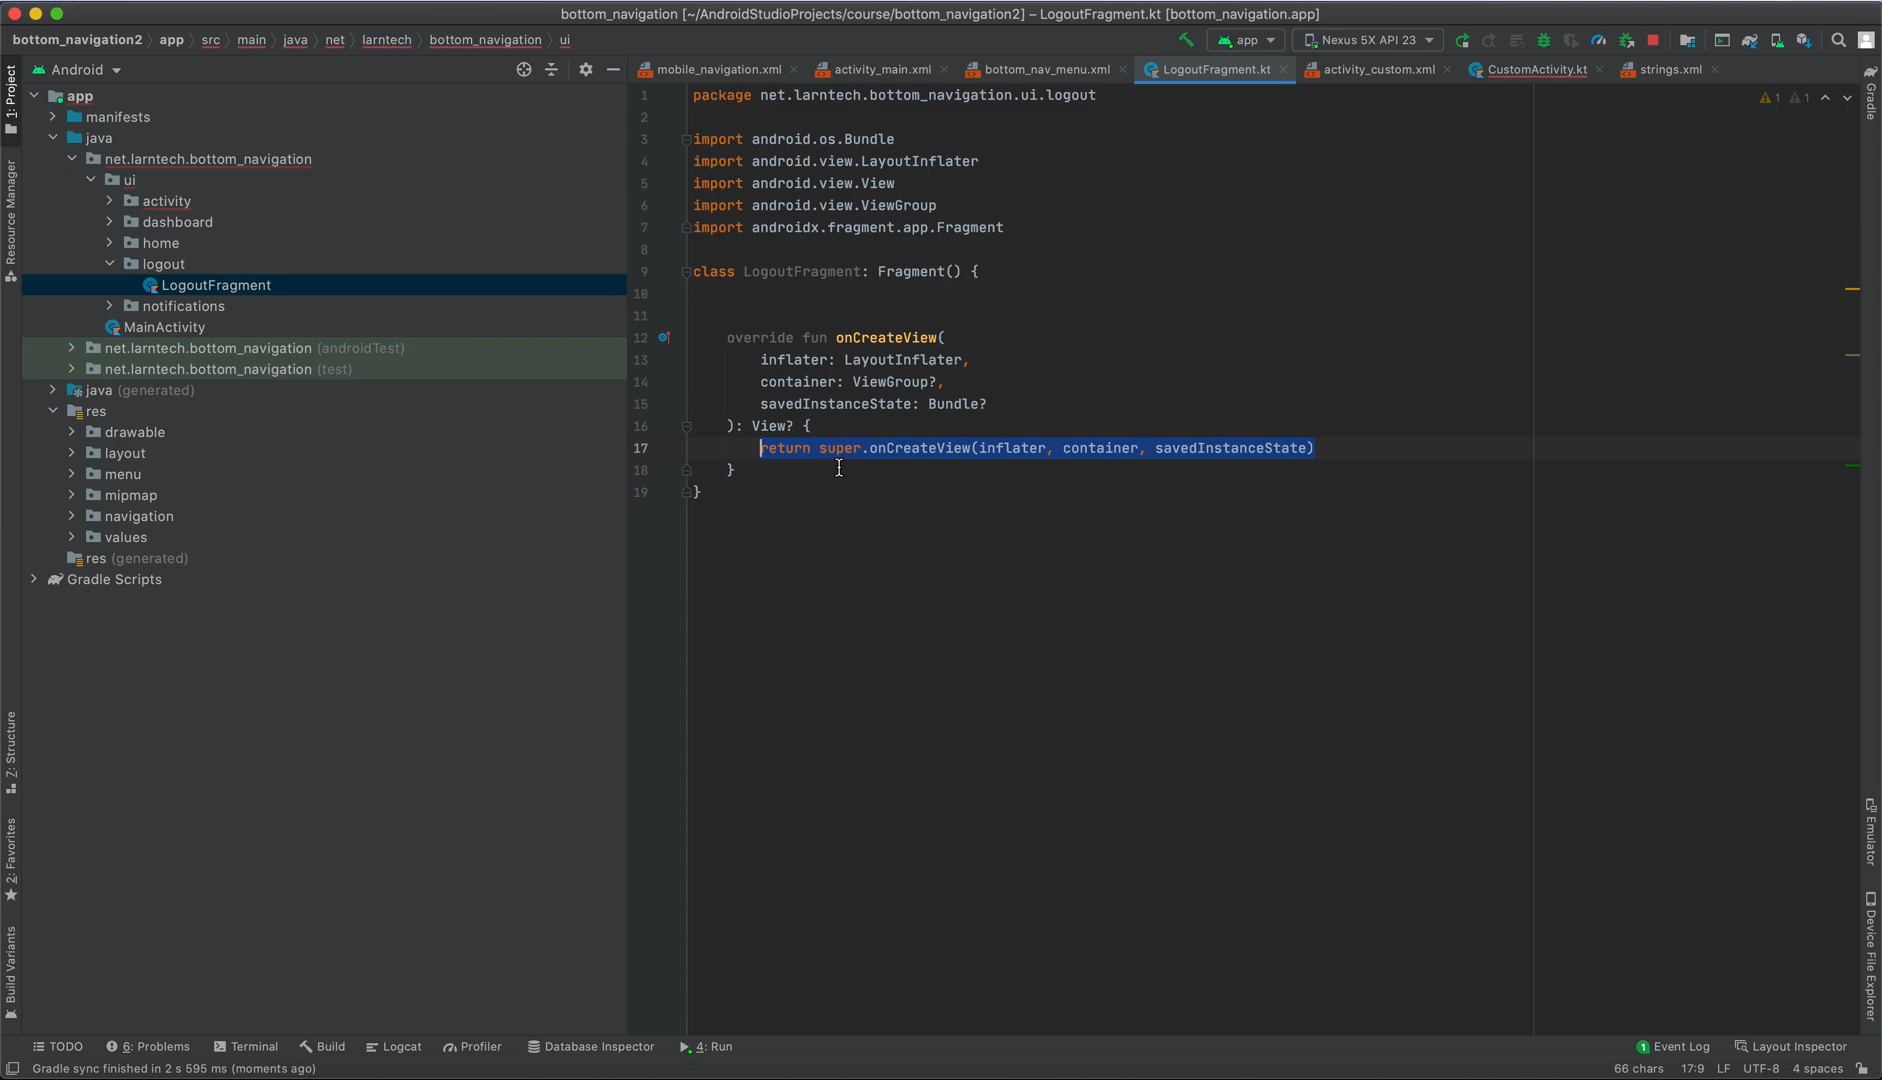 bottom_navigation [~/AndroidStudioProjects/course/bottom_navigation2] – LogoutFragment.kt [bottom_navigation.app]
bottom_navigation2 app src main java net larntech bottom_navigation ui
app Nexus 5X API 23
1: Project
Resource Manager
Z: Structure
2: Favorites
Build Variants
Android
app
manifests
java
net.larntech.bottom_navigation
ui
activity
dashboard
home
logout
LogoutFragment
notifications
MainActivity
net.larntech.bottom_navigation (androidTest)
net.larntech.bottom_navigation (test)
java (generated)
res
drawable
layout
menu
mipmap
navigation
values
res (generated)
Gradle Scripts
mobile_navigation.xml activity_main.xml bottom_nav_menu.xml LogoutFragment.kt activity_custom.xml CustomActivity.kt strings.xml
1 1
1 package net.larntech.bottom_navigation.ui.logout
2
3 import android.os.Bundle
4 import android.view.LayoutInflater
5 import android.view.View
6 import android.view.ViewGroup
7 import androidx.fragment.app.Fragment
8
9 class LogoutFragment: Fragment() {
10
11
12 override fun onCreateView(
13 inflater: LayoutInflater,
14 container: ViewGroup?,
15 savedInstanceState: Bundle?
16 ): View? {
17 return super.onCreateView(inflater, container, savedInstanceState)
18 }
19 }
Gradle
Emulator
Device File Explorer
TODO 6: Problems Terminal Build Logcat Profiler Database Inspector 4: Run 1 Event Log Layout Inspector
Gradle sync finished in 2 s 595 ms (moments ago) 66 chars 17:9 LF UTF-8 4 spaces